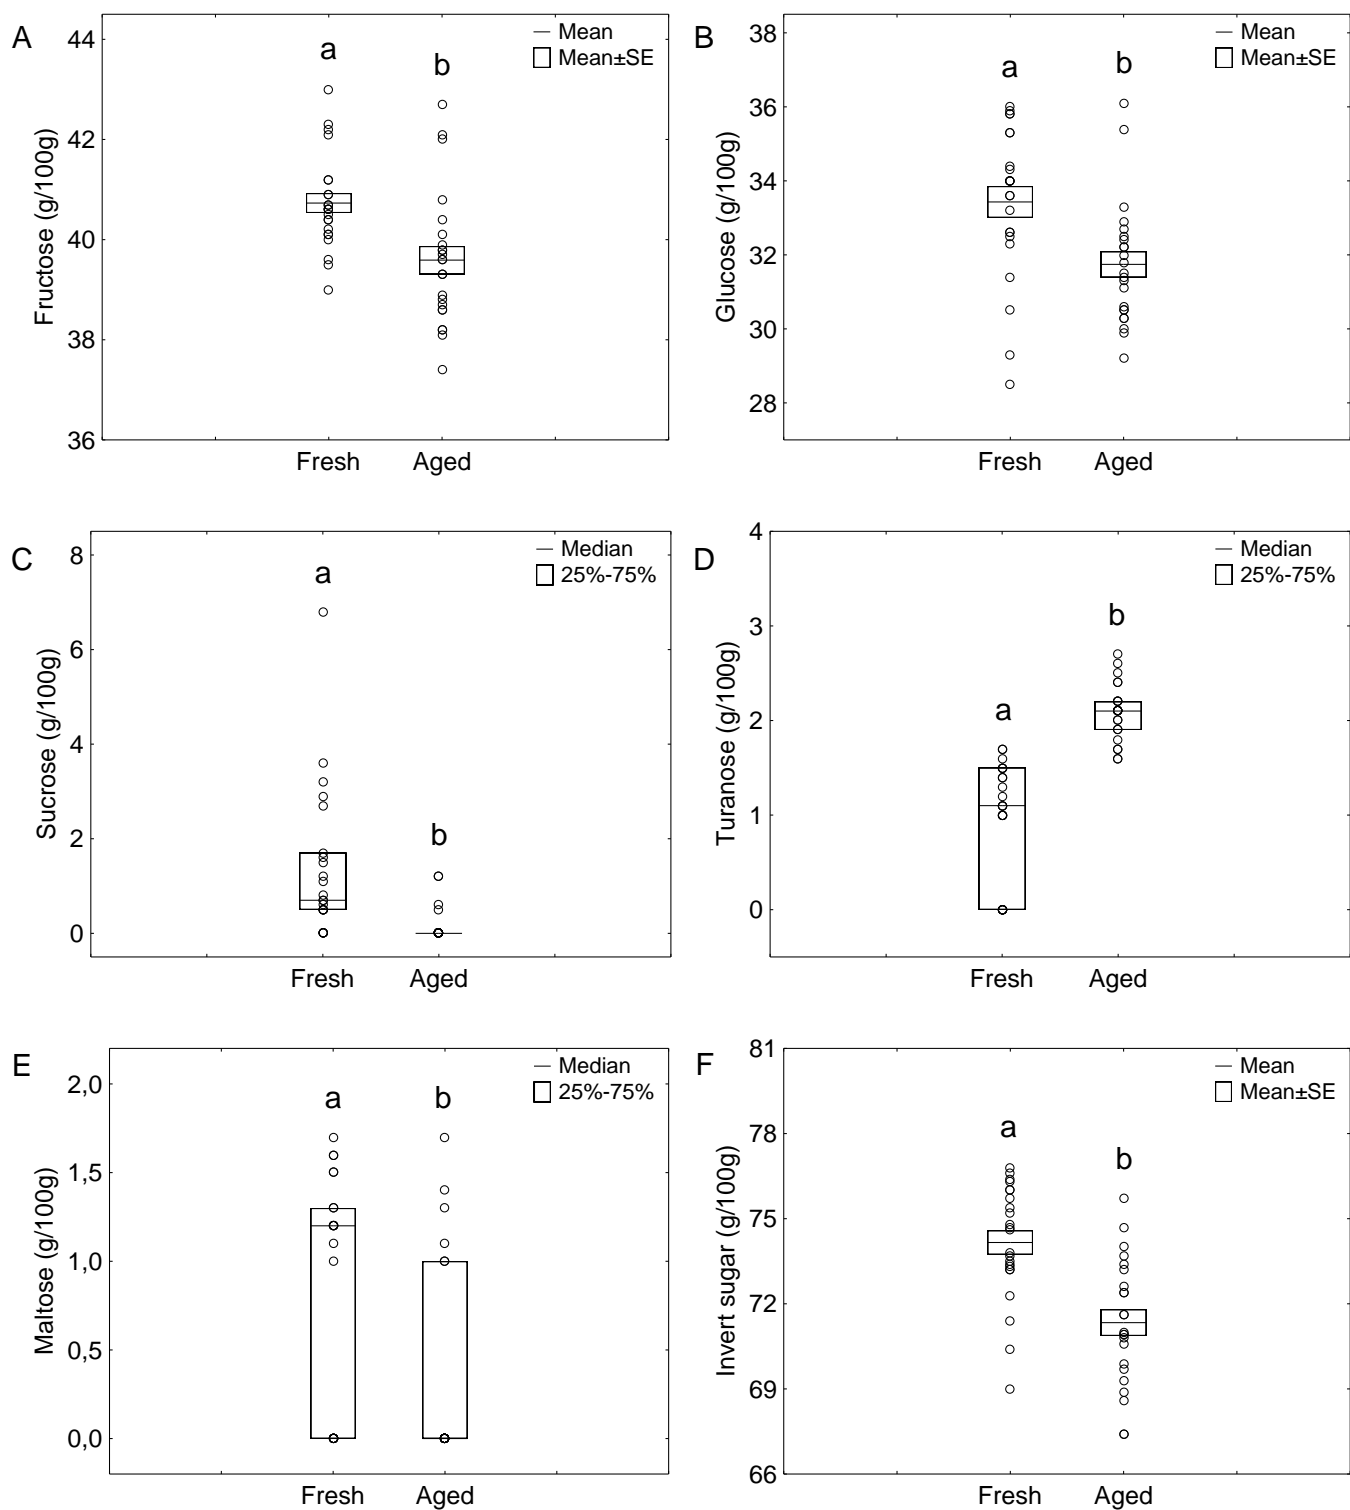 A
44
42
40
38
36
Fructose (g/100g)
a
b
Mean
Mean±SE
Fresh
Aged
B
38
36
34
32
30
28
Glucose (g/100g)
a
b
Mean
Mean±SE
Fresh
Aged
C
8
6
4
2
0
Sucrose (g/100g)
a
b
Median
25%-75%
Fresh
Aged
D
4
3
2
1
0
Turanose (g/100g)
a
b
Median
25%-75%
Fresh
Aged
E
2,0
1,5
1,0
0,5
0,0
Maltose (g/100g)
a
b
Median
25%-75%
Fresh
Aged
F
81
78
75
72
69
66
Invert sugar (g/100g)
a
b
Mean
Mean±SE
Fresh
Aged